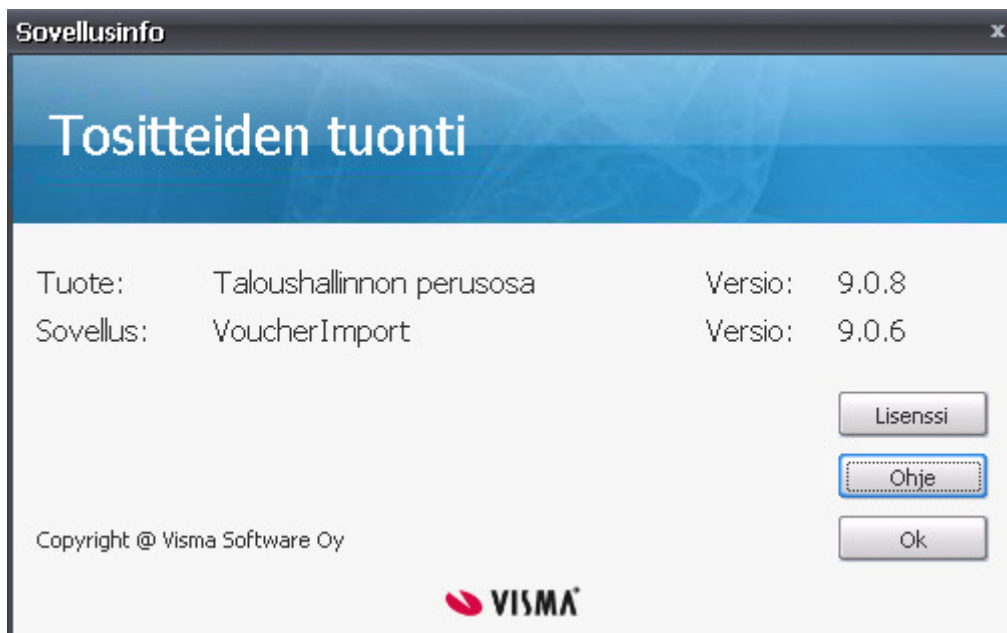 Sovellusinfo
x
Tositteiden tuonti
Tuote: Taloushallinnon perusosa Versio: 9.0.8
Sovellus: VoucherImport Versio: 9.0.6
Lisenssi
Ohje
Copyright @ Visma Software Oy Ok
VISMA